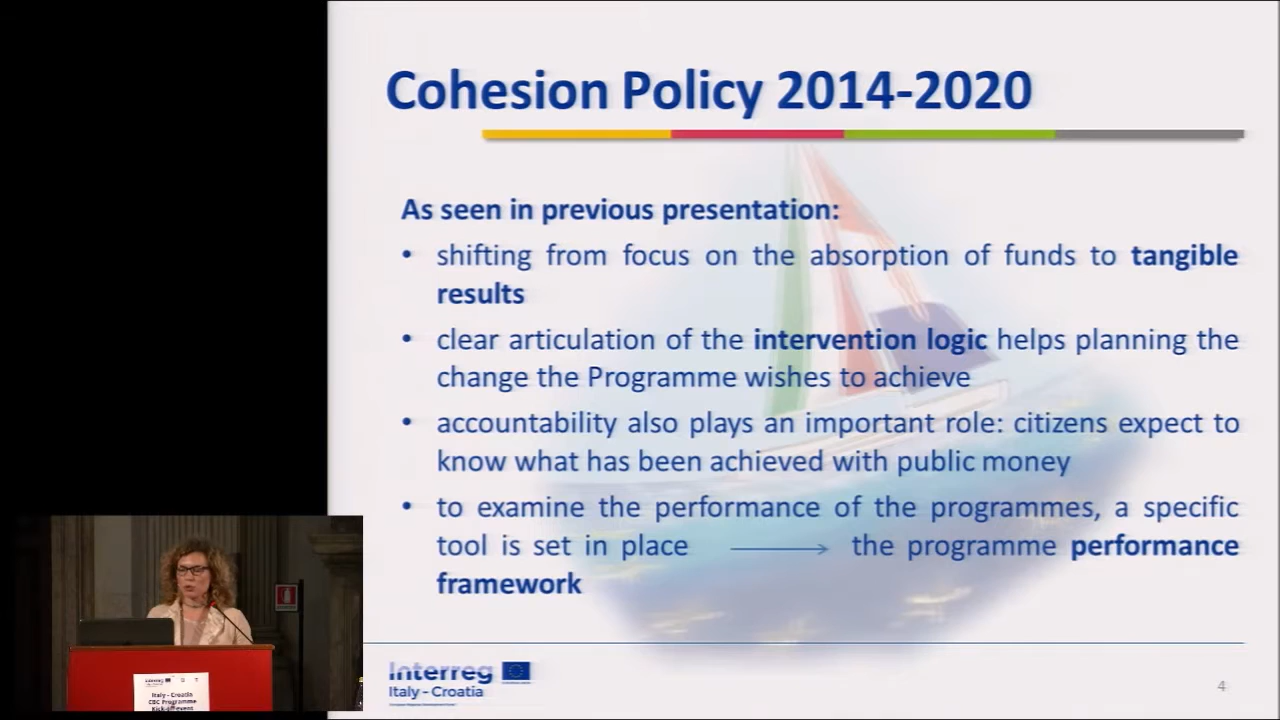 Cohesion Policy 2014-2020
As seen in previous presentation:
• shifting from focus on the absorption of funds to tangible
results
• clear articulation of the intervention logic helps planning the
change the Programme wishes to achieve
• accountability also plays an important role: citizens expect to
know what has been achieved with public money
• to examine the performance of the programmes, a specific
tool is set in place → the programme performance
framework
Interreg
Italy - Croatia
4
Italy - Croatia
CBC Programme
Kick-off event